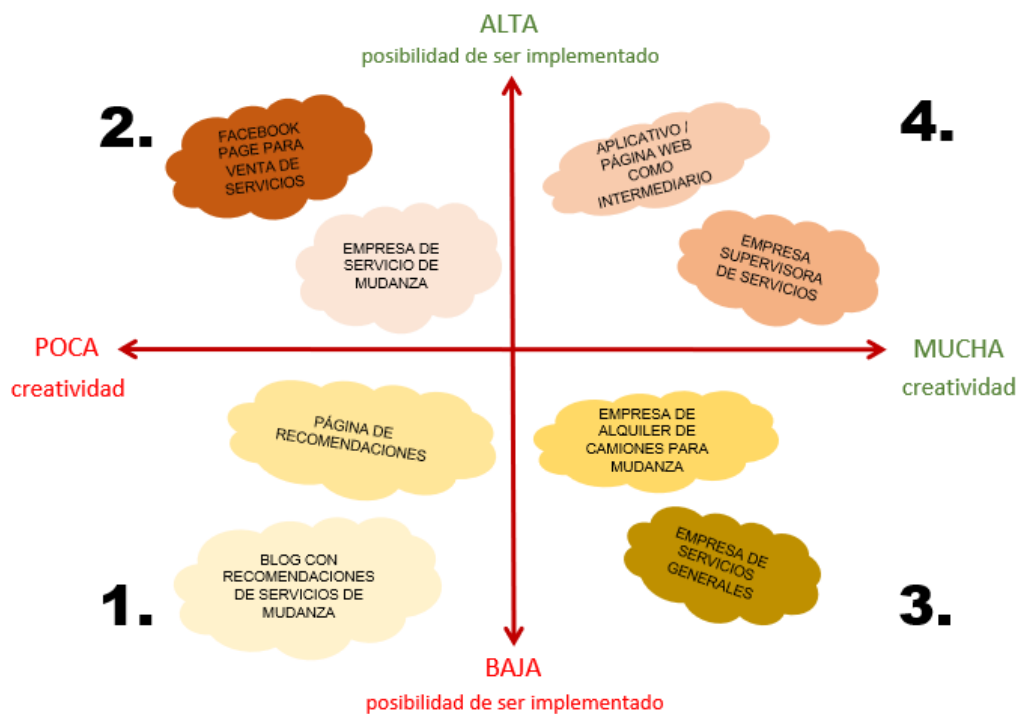 ALTA
posibilidad de ser implementado
2.
FACEBOOK
PAGE PARA
VENTA DE
SERVICIOS
EMPRESA DE
SERVICIO DE
MUDANZA
APLICATIVO /
PÁGINA WEB
COMO
INTERMEDIARIO
4.
EMPRESA
SUPERVISORA
DE SERVICIOS
POCA
creatividad
MUCHA
creatividad
PÁGINA DE
RECOMENDACIONES
EMPRESA DE
ALQUILER DE
CAMIONES PARA
MUDANZA
1.
BLOG CON
RECOMENDACIONES
DE SERVICIOS DE
MUDANZA
EMPRESA DE
SERVICIOS
GENERALES
3.
BAJA
posibilidad de ser implementado